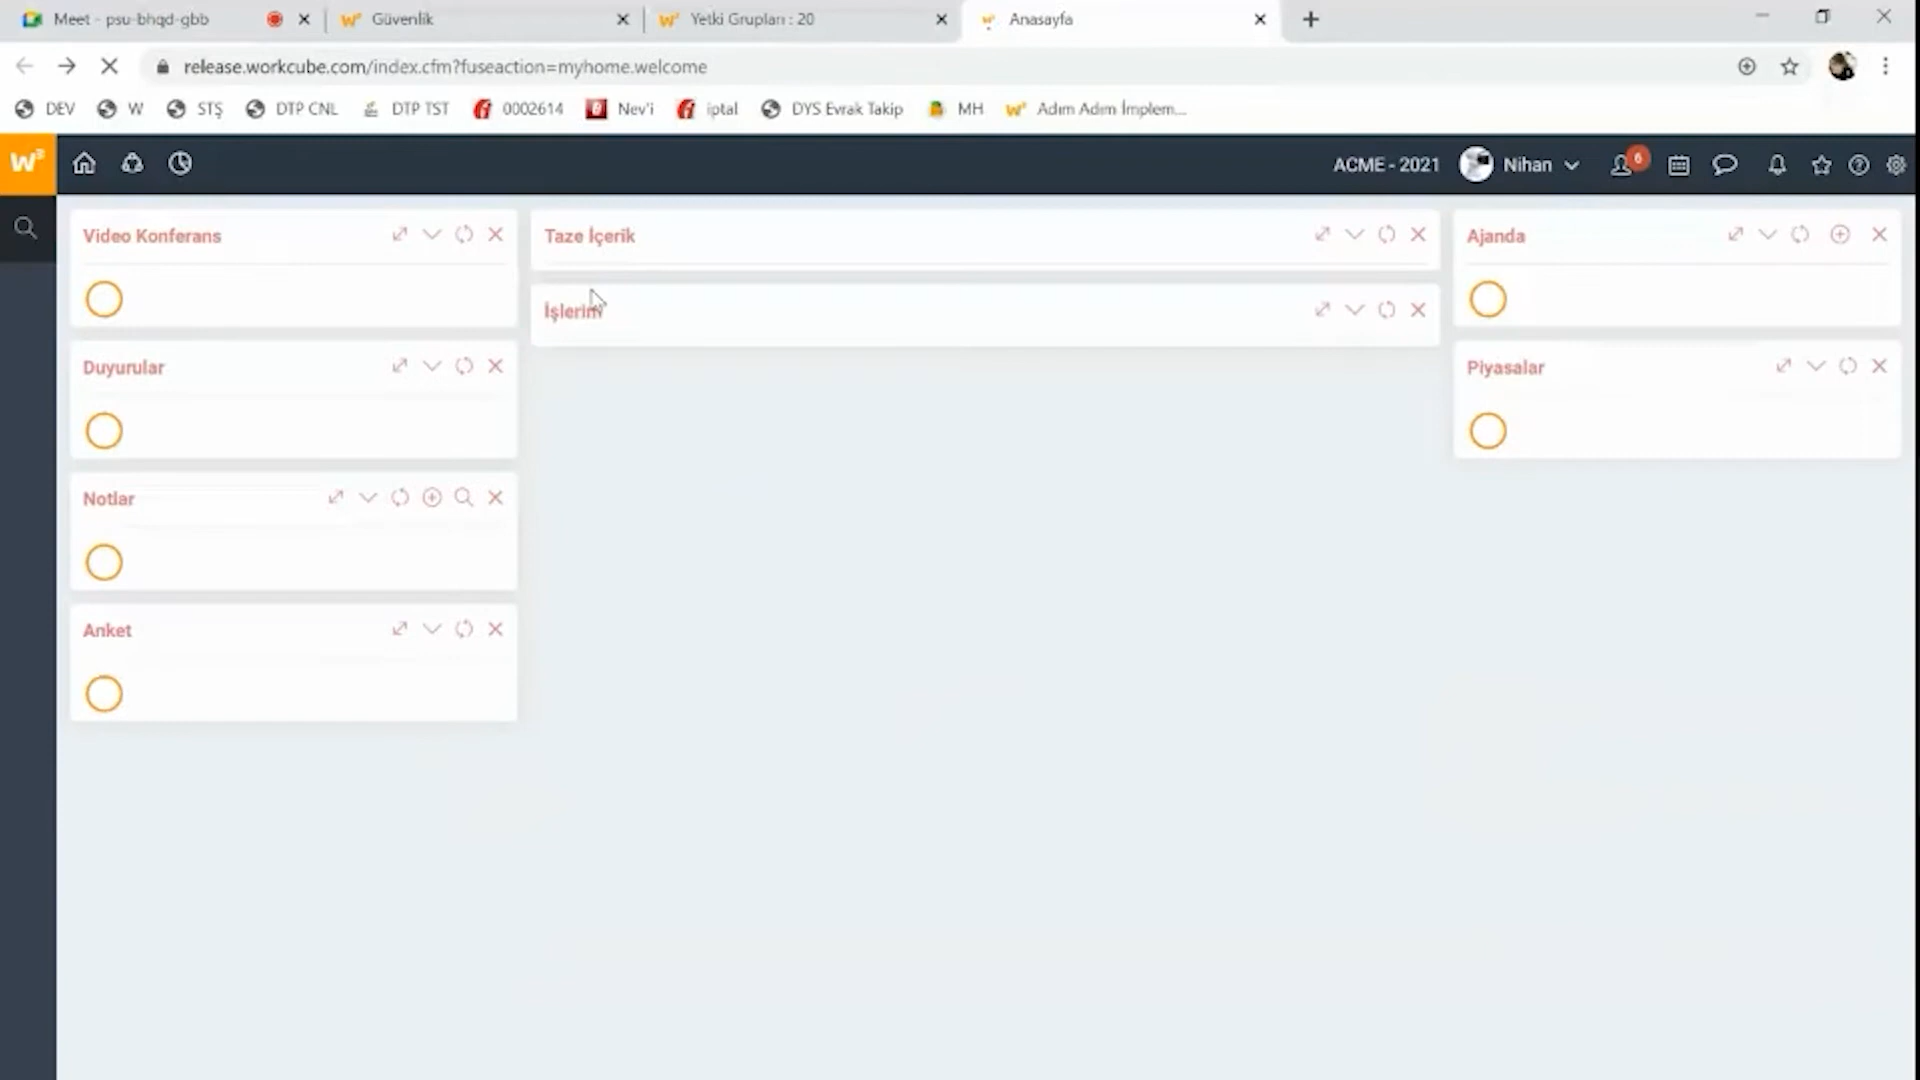 Meet - psu-bhqd-gbb
Güvenlik
Yetki Grupları : 20
Anasayfa
release.workcube.com/index.cfm?fuseaction=myhome.welcome
DEV
W
STŞ
DTP CNL
DTP TST
0002614
Nev'i
iptal
DYS Evrak Takip
MH
Adım Adım İmplem...
W³
ACME - 2021
Nihan
6
Video Konferans
Taze İçerik
Ajanda
İşlerim
Duyurular
Piyasalar
Notlar
Anket